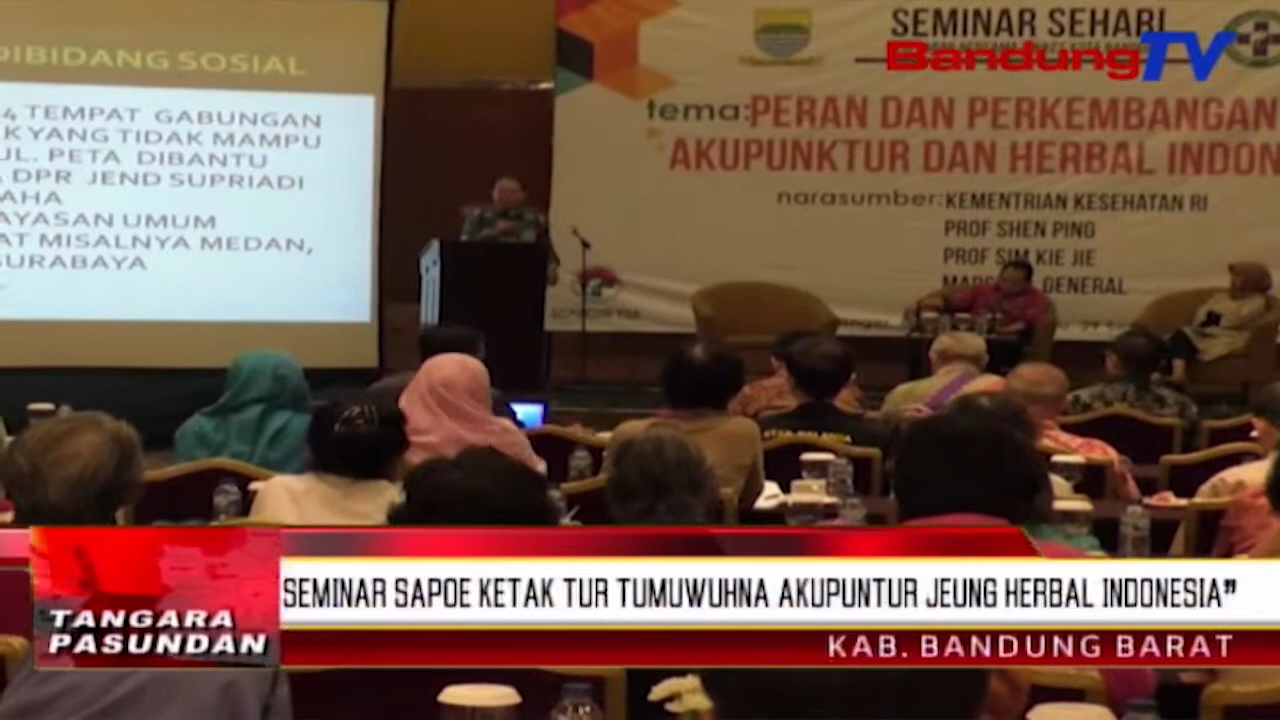 DIBIDANG SOSIAL
4 TEMPAT GABUNGAN
K YANG TIDAK MAMPU
UL. PETA DIBANTU
DPR JEND SUPRIADI
AHA
AYASAN UMUM
AT MISALNYA MEDAN,
SURABAYA
SEMINAR SEHARI
BandungTV
tema: PERAN DAN PERKEMBANGAN
AKUPUNKTUR DAN HERBAL INDON
narasumber: KEMENTRIAN KESEHATAN RI
PROF SHEN PING
PROF SIM KIE JIE
GENERAL
TANGARA
PASUNDAN
SEMINAR SAPOE KETAK TUR TUMUWUHNA AKUPUNTUR JEUNG HERBAL INDONESIA”
KAB. BANDUNG BARAT